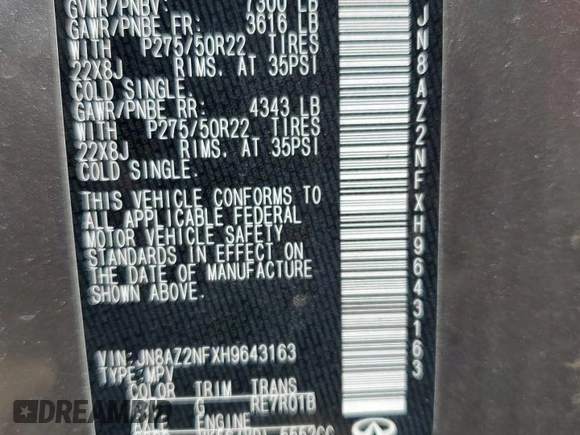 GVWR/PNBV: 7300 LB
GAWR/PNBE FR: 3616 LB
WITH P275/50R22 TIRES
22X8J RIMS. AT 35PSI
COLD SINGLE.
GAWR/PNBE RR: 4343 LB
WITH P275/50R22 TIRES
22X8J RIMS. AT 35PSI
COLD SINGLE.
THIS VEHICLE CONFORMS TO
ALL APPLICABLE FEDERAL
MOTOR VEHICLE SAFETY
STANDARDS IN EFFECT ON
THE DATE OF MANUFACTURE
SHOWN ABOVE.
VIN: JN8AZ2NFXH9643163
TYPE: MPV
COLOR TRIM TRANS
G RE7R01B
ENGINE
5552CC
JN8AZ2NFXH9643163
DREAM